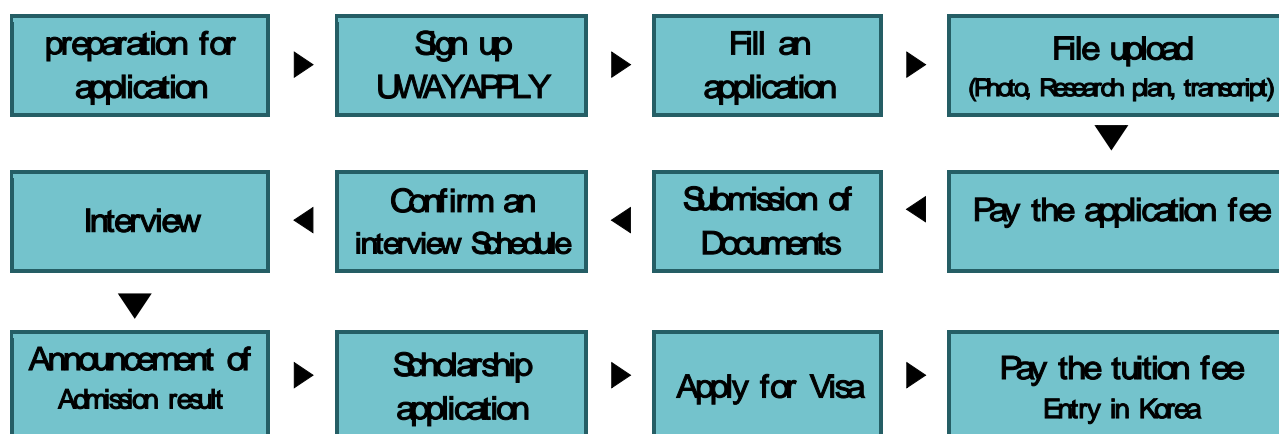 preparation for
application
Sign up
UWAYAPPLY
Fill an
application
File upload
(Photo, Research plan, transcript)
Pay the application fee
Submission of
Documents
Confirm an
interview Schedule
Interview
Announcement of
Admission result
Scholarship
application
Apply for Visa
Pay the tuition fee
Entry in Korea